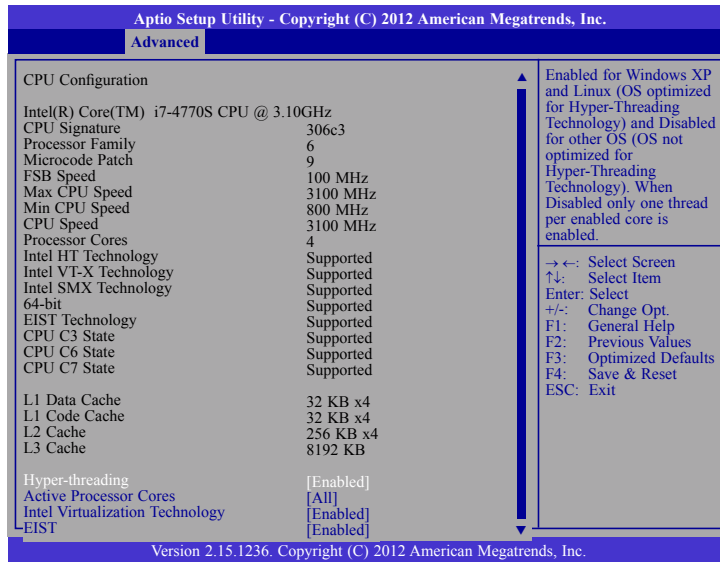 Aptio Setup Utility - Copyright (C) 2012 American Megatrends, Inc.
Advanced
CPU Configuration
Intel(R) Core(TM) i7-4770S CPU @ 3.10GHz
CPU Signature 306c3
Processor Family 6
Microcode Patch 9
FSB Speed 100 MHz
Max CPU Speed 3100 MHz
Min CPU Speed 800 MHz
CPU Speed 3100 MHz
Processor Cores 4
Intel HT Technology Supported
Intel VT-X Technology Supported
Intel SMX Technology Supported
64-bit Supported
EIST Technology Supported
CPU C3 State Supported
CPU C6 State Supported
CPU C7 State Supported
L1 Data Cache 32 KB x4
L1 Code Cache 32 KB x4
L2 Cache 256 KB x4
L3 Cache 8192 KB
Hyper-threading [Enabled]
Active Processor Cores [All]
Intel Virtualization Technology [Enabled]
EIST [Enabled]
Enabled for Windows XP
and Linux (OS optimized
for Hyper-Threading
Technology) and Disabled
for other OS (OS not
optimized for
Hyper-Threading
Technology). When
Disabled only one thread
per enabled core is
enabled.
→←: Select Screen
↑↓: Select Item
Enter: Select
+/-: Change Opt.
F1: General Help
F2: Previous Values
F3: Optimized Defaults
F4: Save & Reset
ESC: Exit
Version 2.15.1236. Copyright (C) 2012 American Megatrends, Inc.